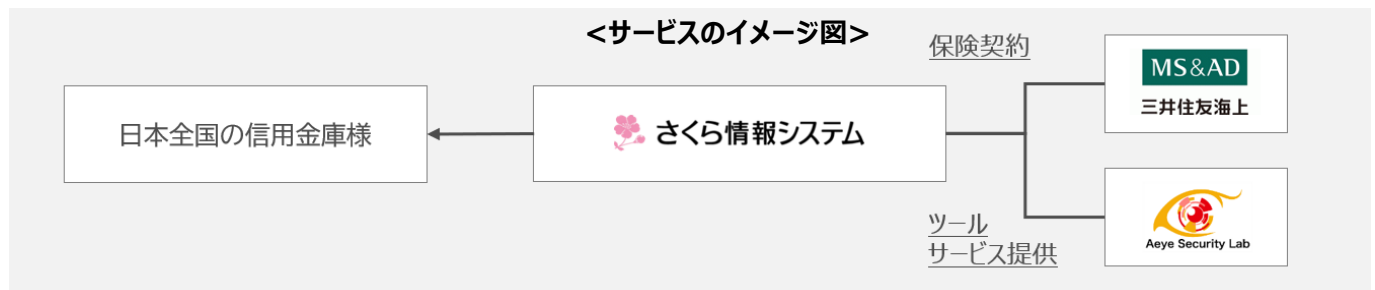 <サービスのイメージ図>
保険契約
MS&AD
三井住友海上
日本全国の信用金庫様
さくら情報システム
ツール
サービス提供
Aeye Security Lab